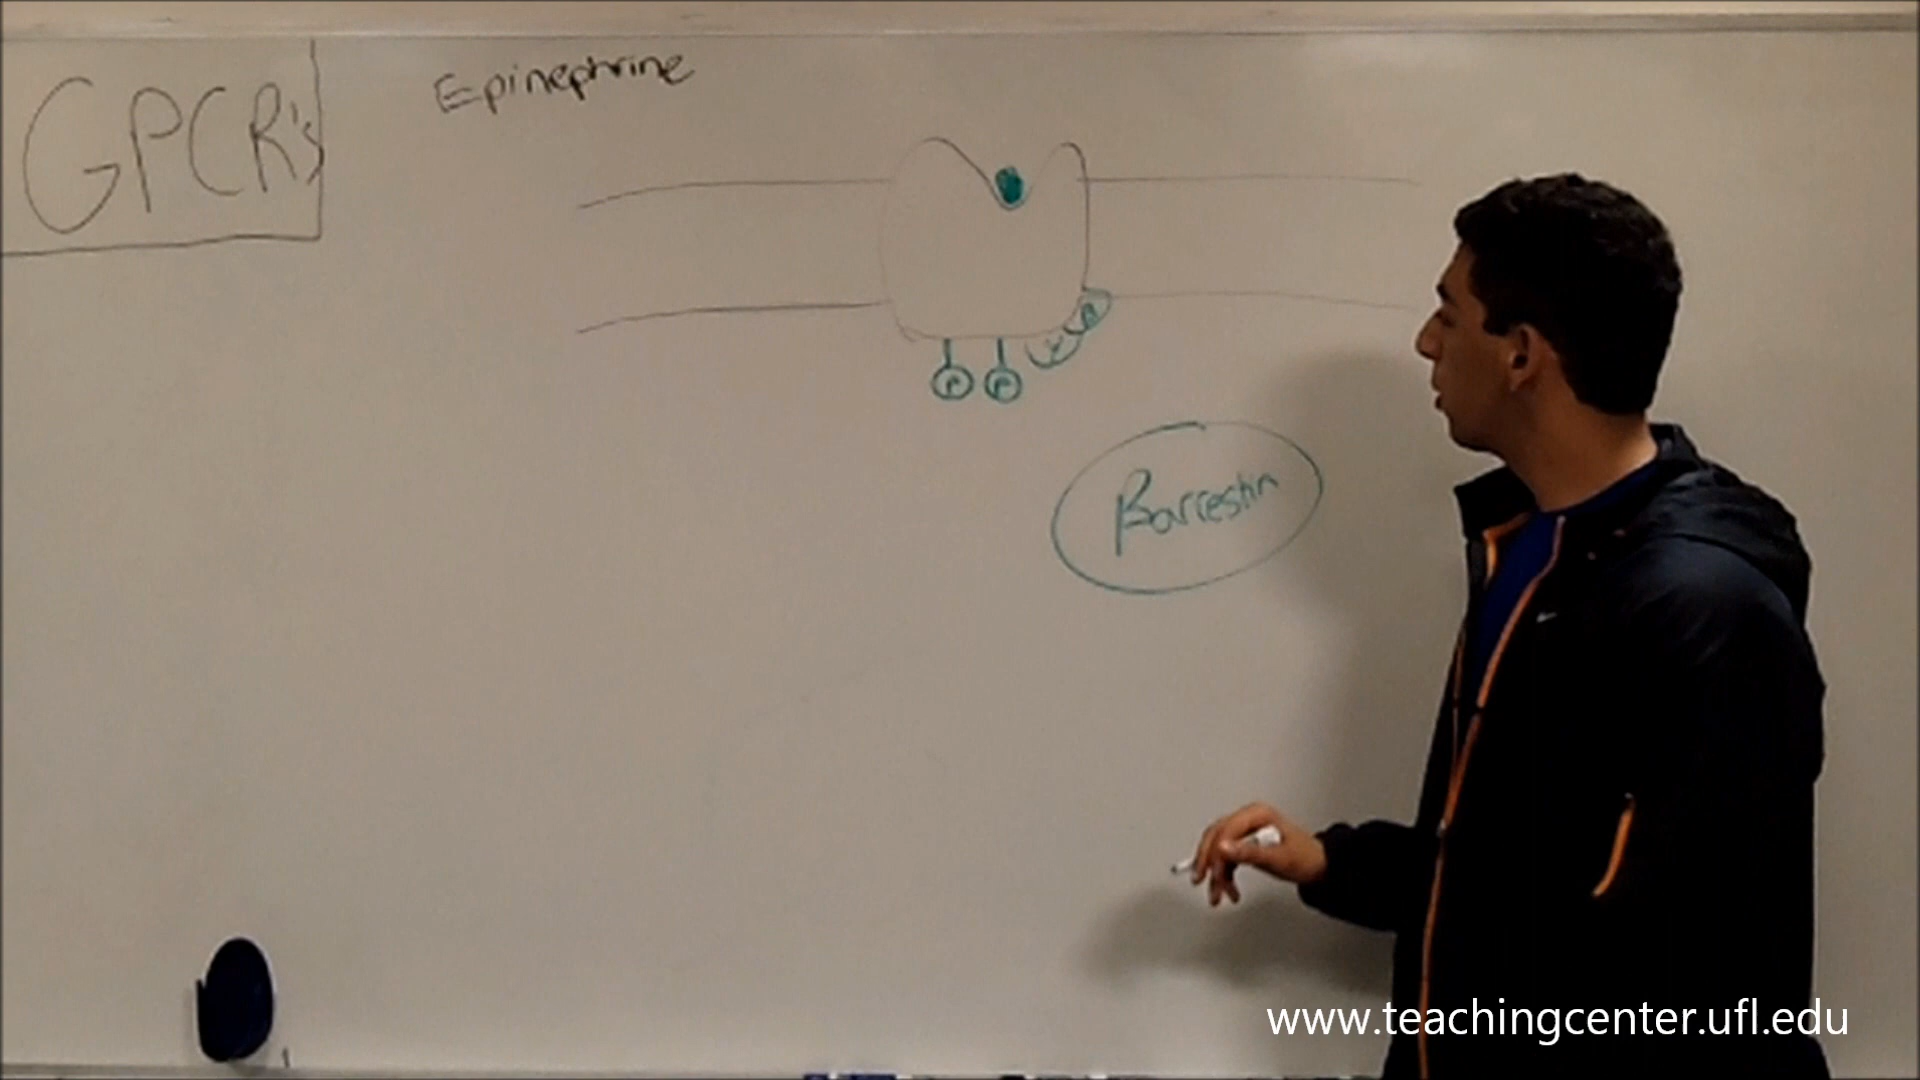 GPCR's
Epinephrine
P P γ β
βarrestin
www.teachingcenter.ufl.edu